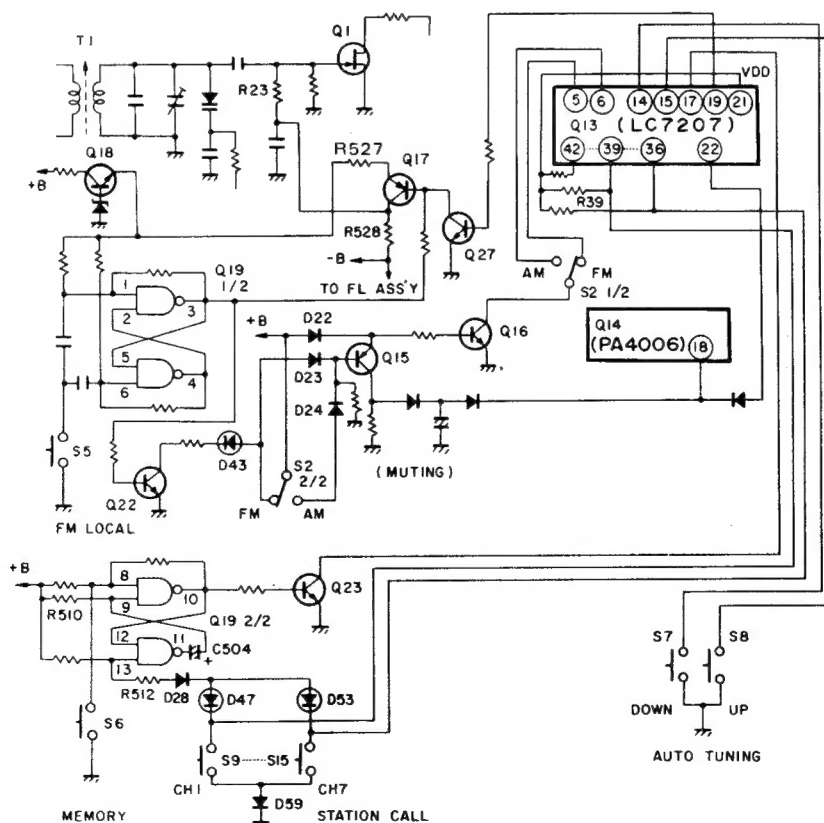 T1
Q1
R23
VDD
5 6 14 15 17 19 21
Q13 (LC7207)
42 39 36 22
R39
Q18
+B
R527
Q17
R528
-B
TO FL ASS'Y
Q27
AM
FM
S2 1/2
Q19
1/2
1
2
3
5
6
4
+B
D22
D23
D24
Q15
Q16
Q14
(PA4006)
18
(MUTING)
S5
Q22
D43
S2
2/2
FM
AM
FM LOCAL
+B
R510
8
9
10
Q19 2/2
12
13
11
C504
+
Q23
R512
D28
D47
D53
S6
S9
S15
CH1
CH7
D59
MEMORY
STATION CALL
S7
S8
DOWN
UP
AUTO TUNING